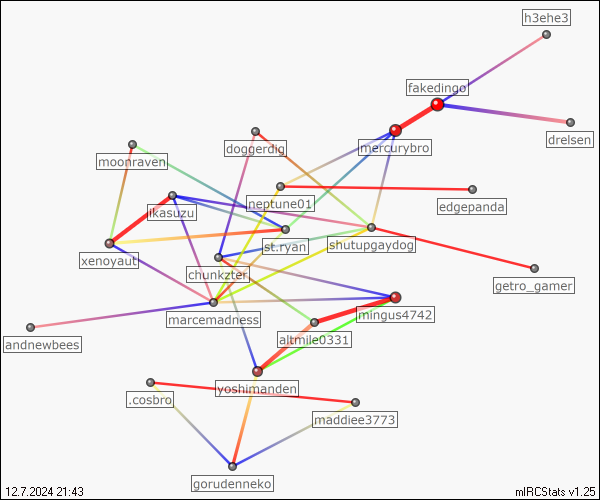 h3ehe3
fakedingo
drelsen
mercurybro
doggerdig
moonraven
neptune01
edgepanda
ikasuzu
st.ryan
shutupgaydog
xenoyaut
chunkzter
getro_gamer
marcemadness
mingus4742
altmile0331
andnewbees
yoshimanden
.cosbro
maddiee3773
gorudenneko
12.7.2024 21:43
mIRCStats v1.25